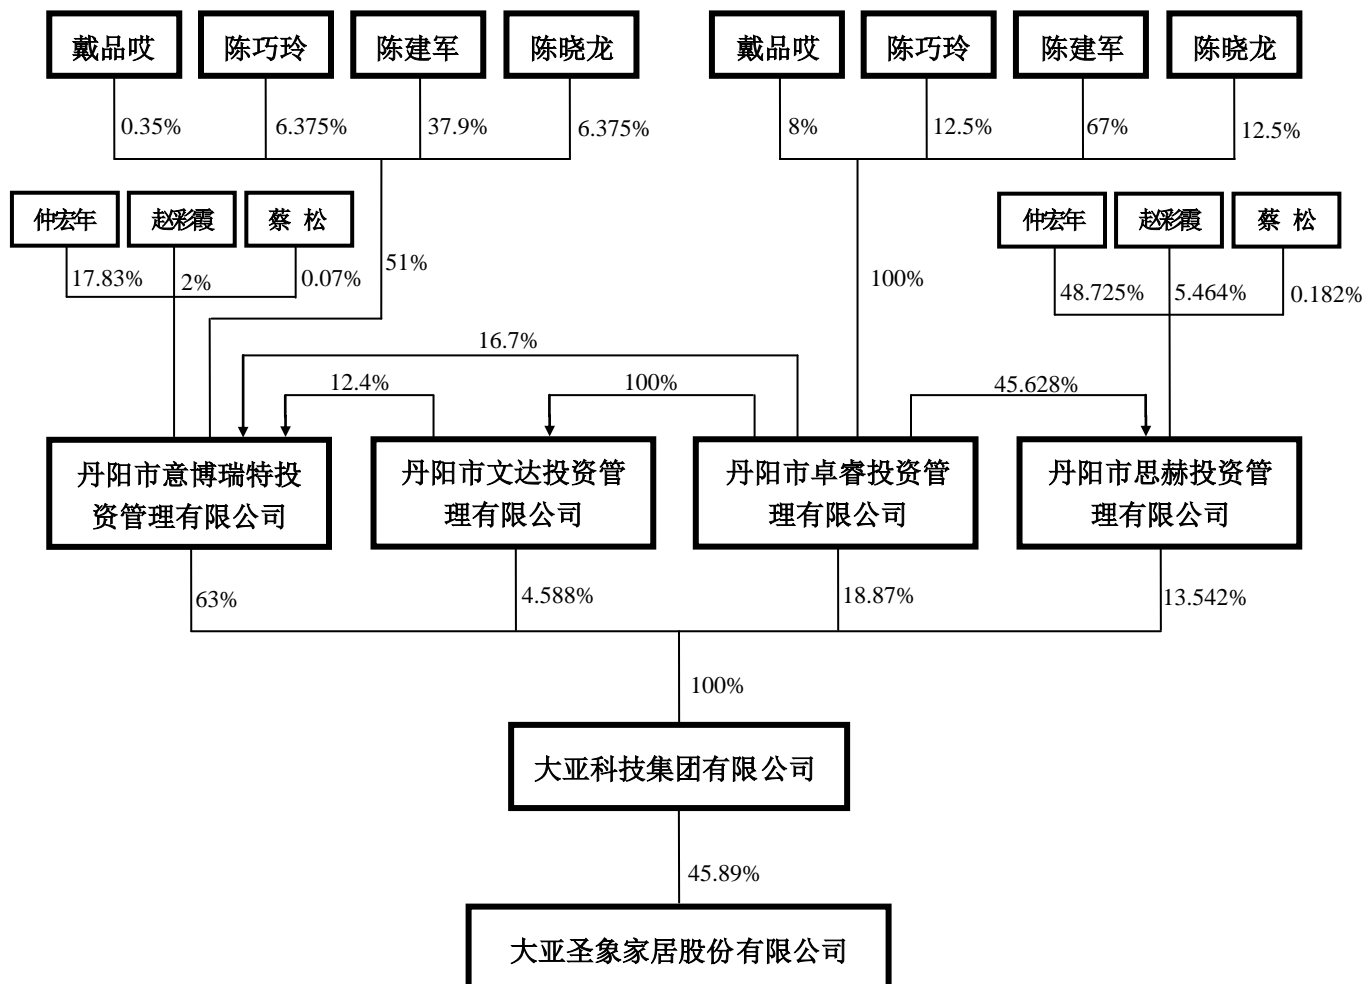 戴品哎 陈巧玲 陈建军 陈晓龙 戴品哎 陈巧玲 陈建军 陈晓龙
0.35% 6.375% 37.9% 6.375% 8% 12.5% 67% 12.5%
仲宏年 赵彩霞 蔡 松 仲宏年 赵彩霞 蔡 松
51% 100%
17.83% 2% 0.07% 48.725% 5.464% 0.182%
16.7%
12.4% 100% 45.628%
丹阳市意博瑞特投 丹阳市文达投资管 丹阳市卓睿投资管 丹阳市思赫投资管
资管理有限公司 理有限公司 理有限公司 理有限公司
63% 4.588% 18.87% 13.542%
100%
大亚科技集团有限公司
45.89%
大亚圣象家居股份有限公司